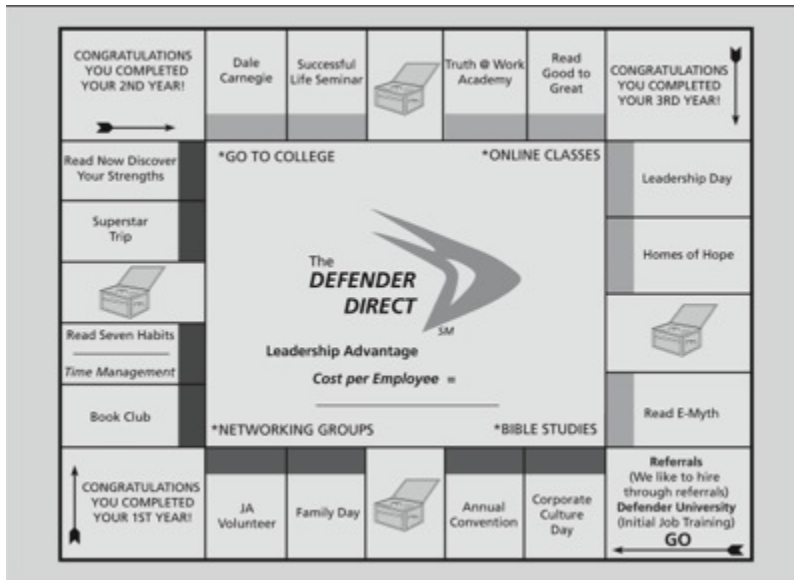 CONGRATULATIONS
YOU COMPLETED
YOUR 2ND YEAR!
Dale
Carnegie
Successful
Life Seminar
Truth @ Work
Academy
Read
Good to
Great
CONGRATULATIONS
YOU COMPLETED
YOUR 3RD YEAR!
Read Now Discover
Your Strengths
Superstar
Trip
Read Seven Habits
Time Management
Book Club
*GO TO COLLEGE
*ONLINE CLASSES
The
DEFENDER
DIRECT
SM
Leadership Advantage
Cost per Employee =
*NETWORKING GROUPS
*BIBLE STUDIES
Leadership Day
Homes of Hope
Read E-Myth
CONGRATULATIONS
YOU COMPLETED
YOUR 1ST YEAR!
JA
Volunteer
Family Day
Annual
Convention
Corporate
Culture
Day
Referrals
(We like to hire
through referrals)
Defender University
(Initial Job Training)
GO